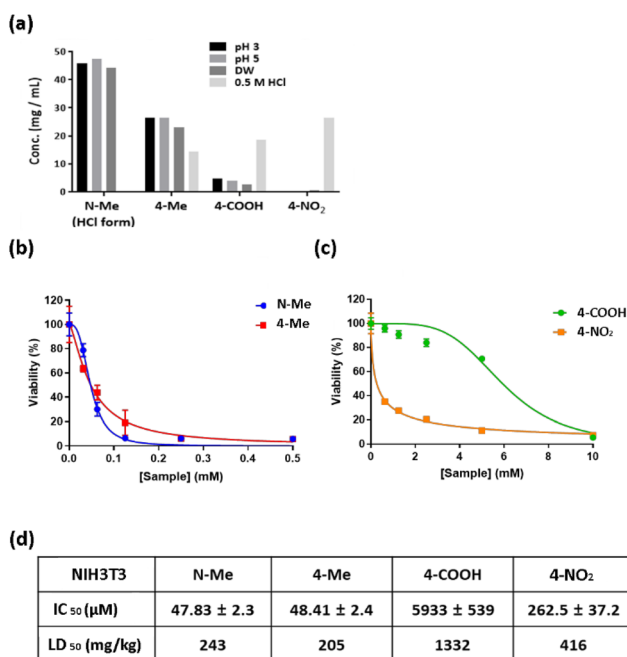 (a)
50
40
30
20
10
0
Conc. (mg / mL)
pH 3
pH 5
DW
0.5 M HCl
N-Me 4-Me 4-COOH 4-NO₂
(HCl form)
(b)
120
100
80
60
40
20
0
Viability (%)
N-Me
4-Me
0.0 0.1 0.2 0.3 0.4 0.5
[Sample] (mM)
(c)
120
100
80
60
40
20
0
Viability (%)
4-COOH
4-NO₂
0 2 4 6 8 10
[Sample] (mM)
(d)
NIH3T3 N-Me 4-Me 4-COOH 4-NO₂
IC ₅₀ (μM) 47.83 ± 2.3 48.41 ± 2.4 5933 ± 539 262.5 ± 37.2
LD ₅₀ (mg/kg) 243 205 1332 416